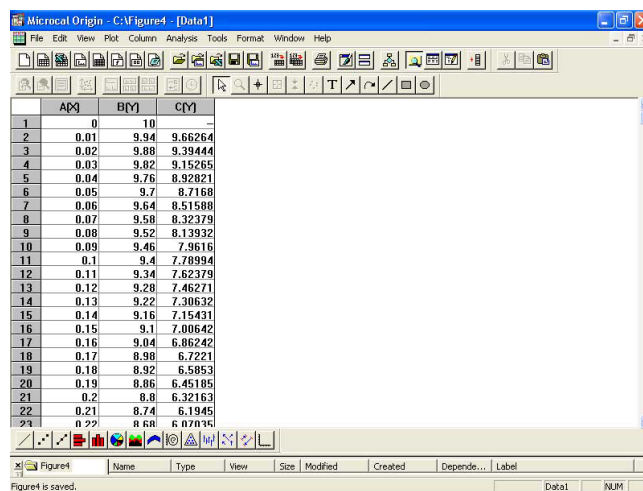 Microcal Origin - C:\Figure4 - [Data1]
File Edit View Plot Column Analysis Tools Format Window Help
T
A(X) B(Y) C(Y)
1 0 10 –
2 0.01 9.94 9.66264
3 0.02 9.88 9.39444
4 0.03 9.82 9.15265
5 0.04 9.76 8.92821
6 0.05 9.7 8.7168
7 0.06 9.64 8.51588
8 0.07 9.58 8.32379
9 0.08 9.52 8.13932
10 0.09 9.46 7.9616
11 0.1 9.4 7.78994
12 0.11 9.34 7.62379
13 0.12 9.28 7.46271
14 0.13 9.22 7.30632
15 0.14 9.16 7.15431
16 0.15 9.1 7.00642
17 0.16 9.04 6.86242
18 0.17 8.98 6.7221
19 0.18 8.92 6.5853
20 0.19 8.86 6.45185
21 0.2 8.8 6.32163
22 0.21 8.74 6.1945
23 0.22 8.68 6.07035
Figure4 Name Type View Size Modified Created Depende... Label
Figure4 is saved. Data1 NUM